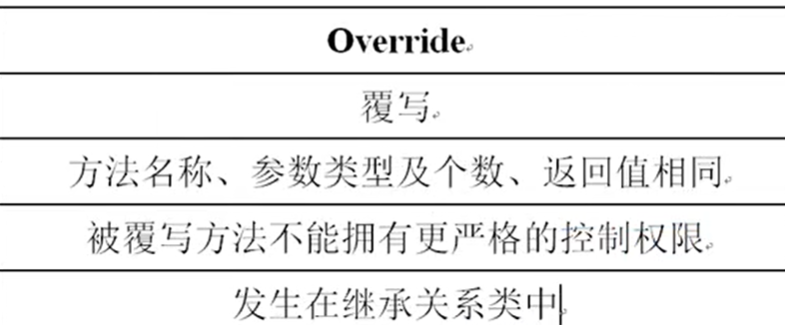 Override
覆写
方法名称、参数类型及个数、返回值相同
被覆写方法不能拥有更严格的控制权限
发生在继承关系类中